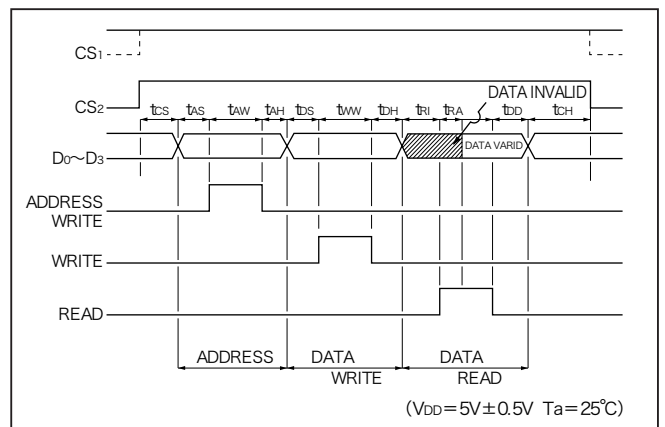 CS1
CS2
tCS tAS tAW tAH tDS tWW tDH tRI tRA DATA INVALID tDD tCH
D0〜D3
DATA VARID
ADDRESS
WRITE
WRITE
READ
ADDRESS DATA DATA
WRITE READ
(VDD=5V±0.5V Ta=25℃)